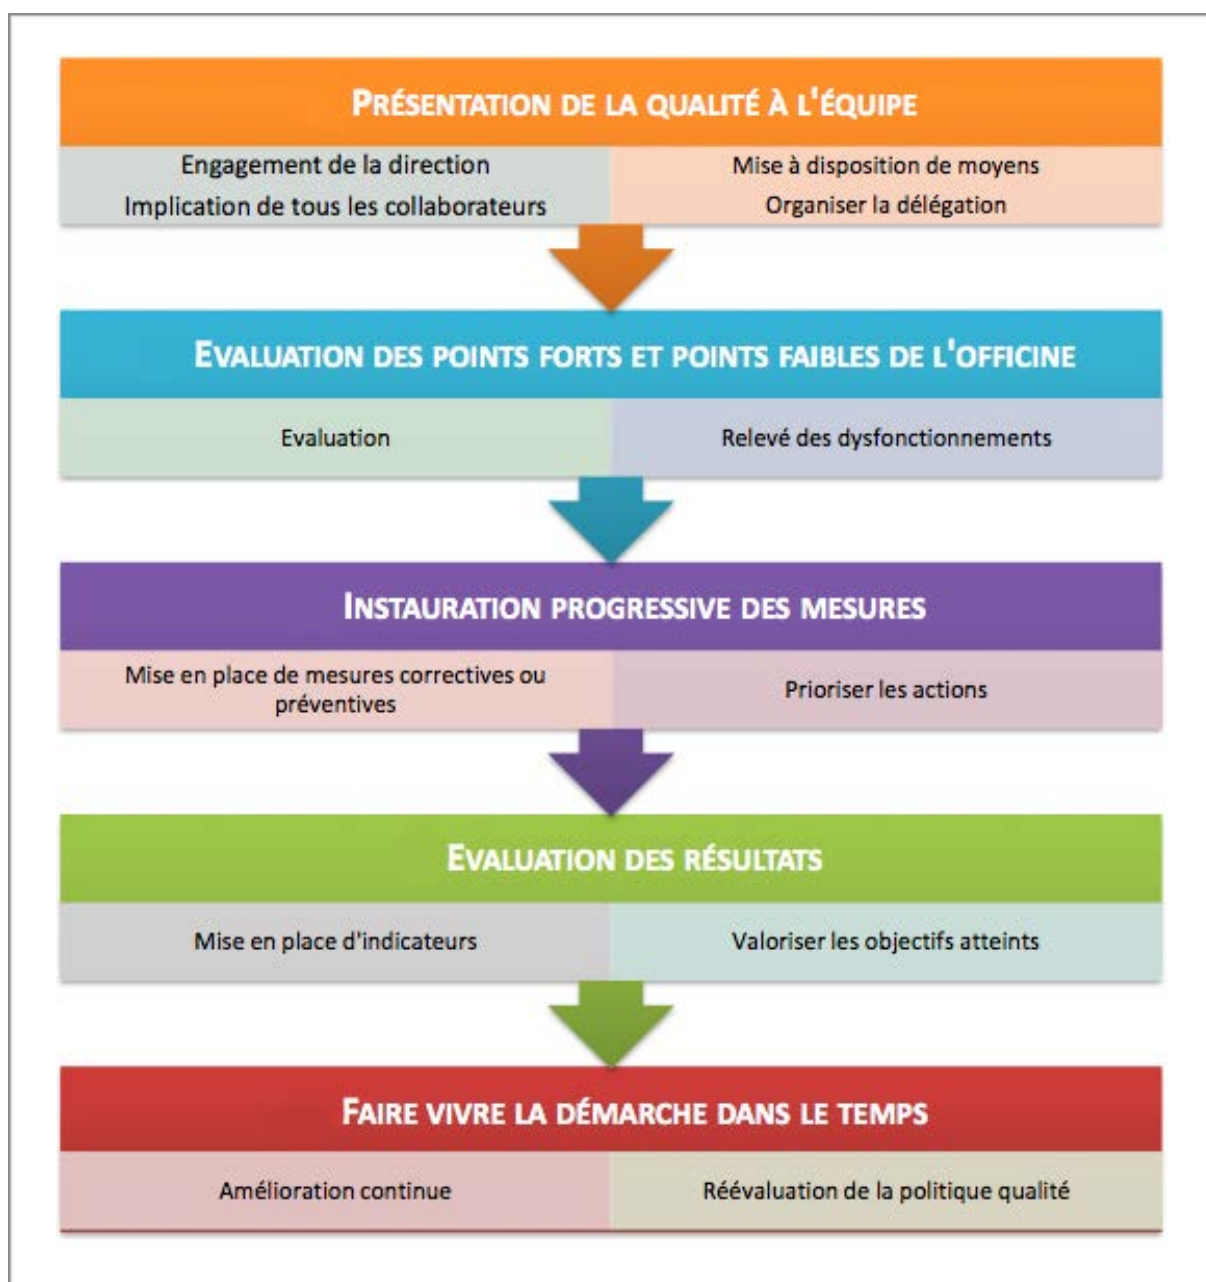 PRÉSENTATION DE LA QUALITÉ À L'ÉQUIPE
Engagement de la direction
Implication de tous les collaborateurs
Mise à disposition de moyens
Organiser la délégation
EVALUATION DES POINTS FORTS ET POINTS FAIBLES DE L'OFFICINE
Evaluation
Relevé des dysfonctionnements
INSTAURATION PROGRESSIVE DES MESURES
Mise en place de mesures correctives ou
préventives
Prioriser les actions
EVALUATION DES RÉSULTATS
Mise en place d'indicateurs
Valoriser les objectifs atteints
FAIRE VIVRE LA DÉMARCHE DANS LE TEMPS
Amélioration continue
Réévaluation de la politique qualité